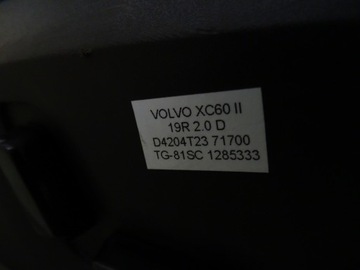 VOLVO XC60 II
19R 2.0 D
D4204T23 71700
TG-81SC 1285333